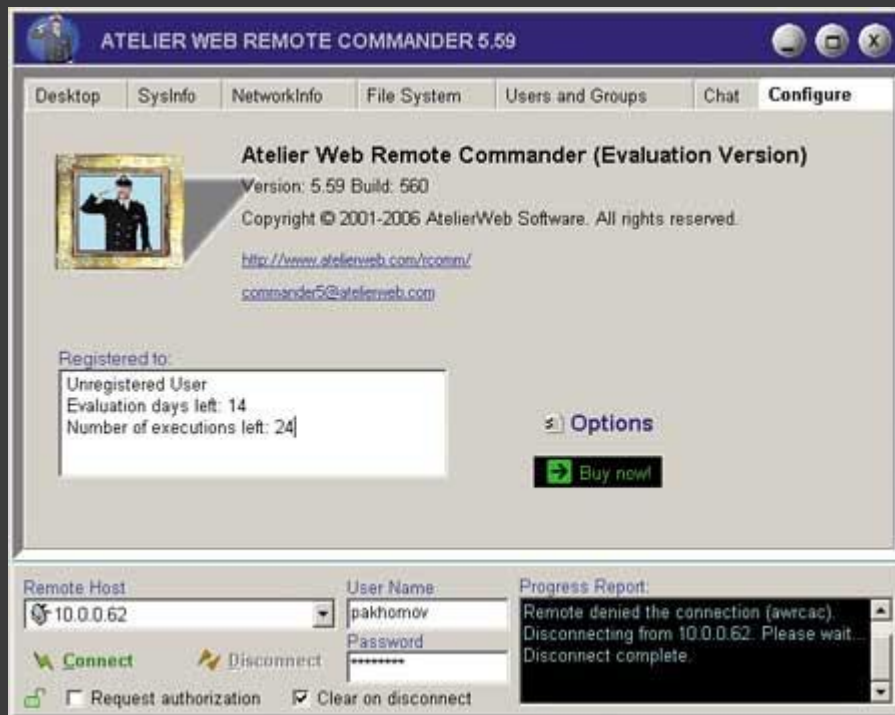 ATELIER WEB REMOTE COMMANDER 5.59
Desktop SysInfo NetworkInfo File System Users and Groups Chat Configure
Atelier Web Remote Commander (Evaluation Version)
Version: 5.59 Build: 560
Copyright © 2001-2006 AtelierWeb Software. All rights reserved.
http://www.atelierweb.com/rcomm/
commander5@atelierweb.com
Registered to:
Unregistered User
Evaluation days left: 14
Number of executions left: 24
Options
Buy now!
Remote Host
10.0.0.62
Connect Disconnect
Request authorization Clear on disconnect
User Name
pakhomov
Password
********
Progress Report:
Remote denied the connection (awrcac).
Disconnecting from 10.0.0.62. Please wait...
Disconnect complete.